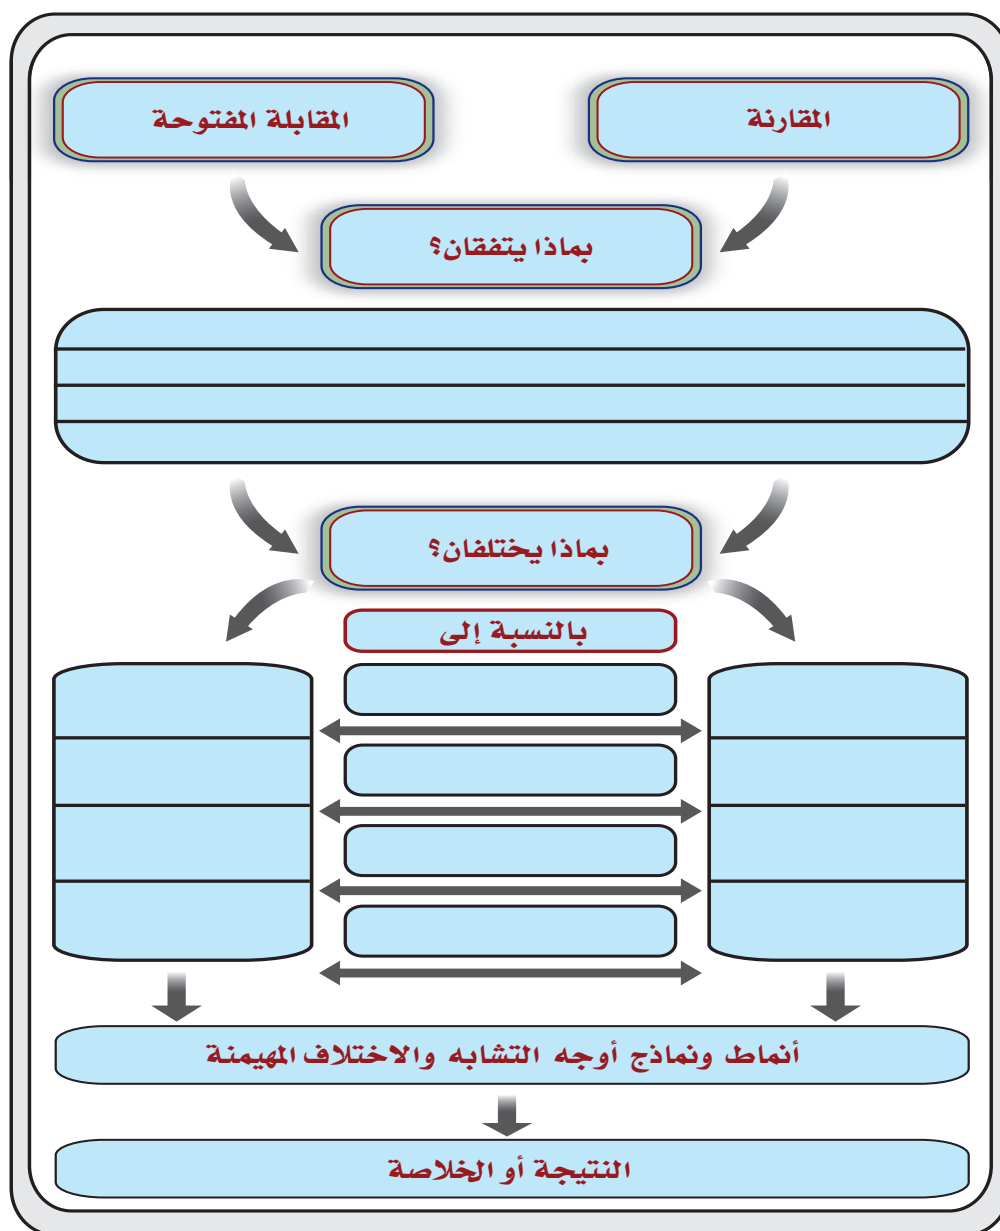 المقارنة
المقابلة المفتوحة
بماذا يتفقان؟
بماذا يختلفان؟
بالنسبة إلى
أنماط ونماذج أوجه التشابه والاختلاف المهيمنة
النتيجة أو الخلاصة